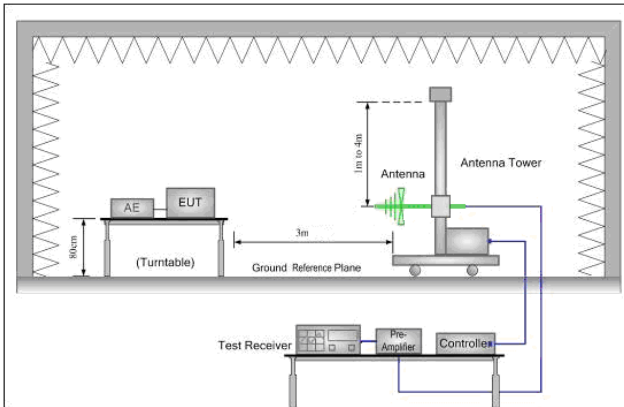 1m to 4m
Antenna
Antenna Tower
AE
EUT
80cm
(Turntable)
3m
Ground Reference Plane
Test Receiver
Pre-
Amplifier
Controller